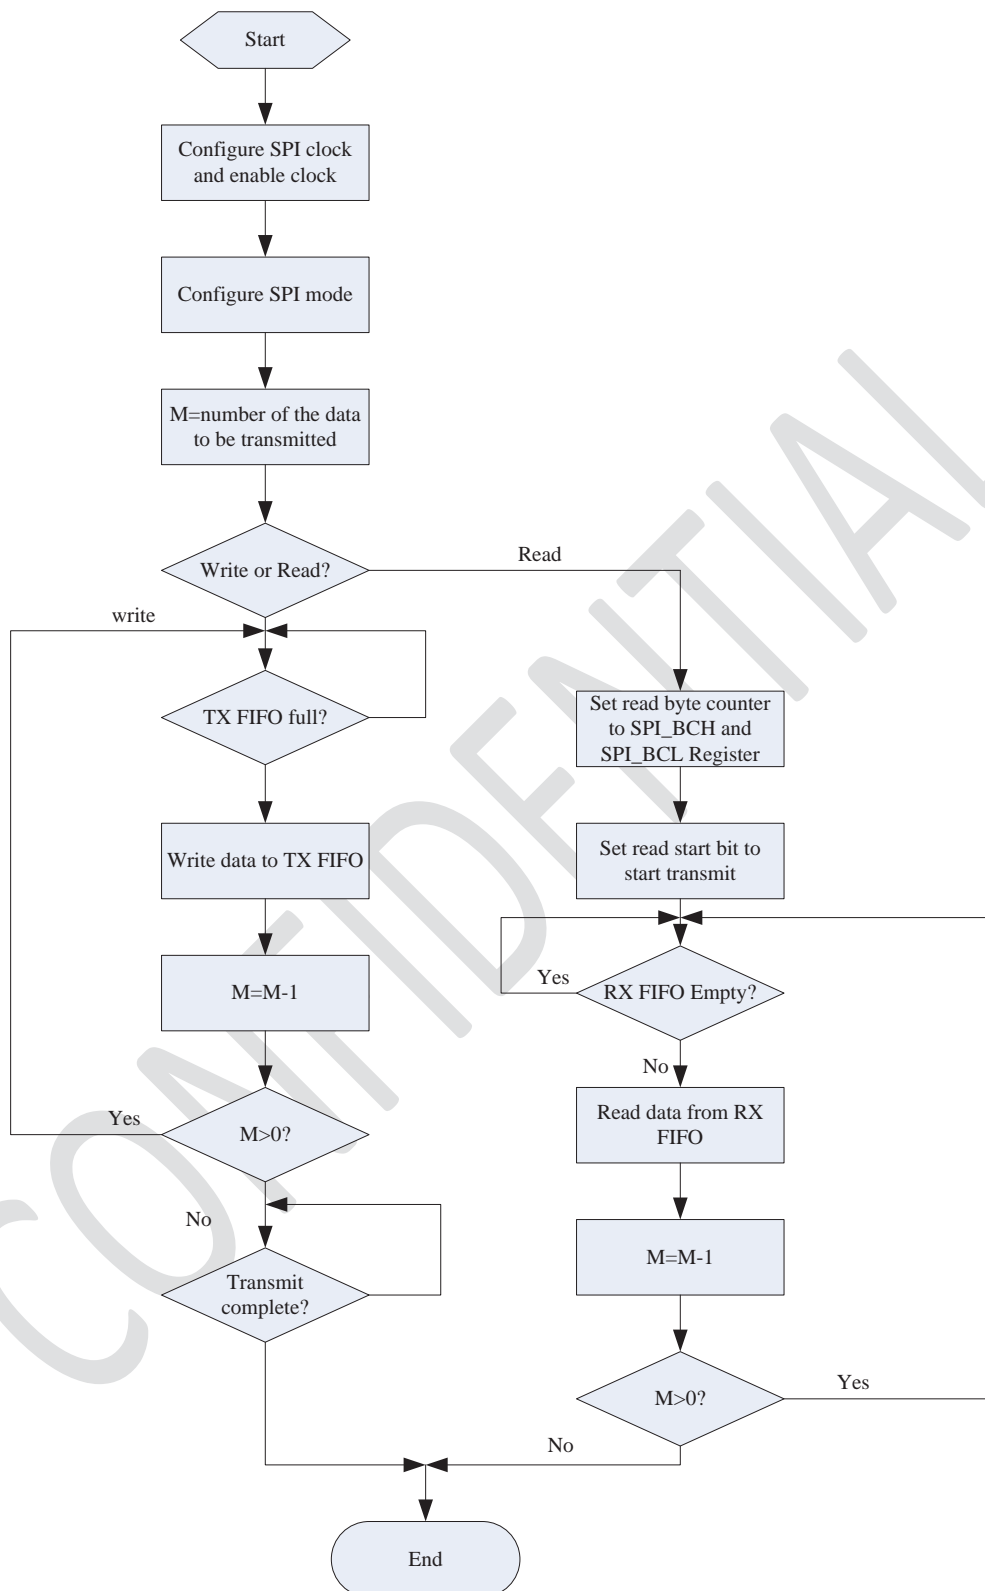 Start
Configure SPI clock
and enable clock
Configure SPI mode
M=number of the data
to be transmitted
Write or Read?
Read
write
TX FIFO full?
Set read byte counter
to SPI_BCH and
SPI_BCL Register
Write data to TX FIFO
Set read start bit to
start transmit
M=M-1
Yes
RX FIFO Empty?
No
Read data from RX
FIFO
Yes
M>0?
No
M=M-1
Transmit
complete?
M>0?
Yes
No
End
CONFIDENTIAL